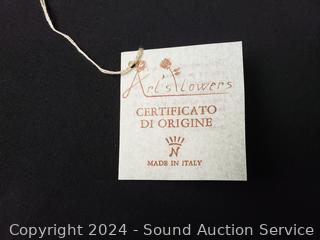 Art's flowers
CERTIFICATO
DI ORIGINE
N
MADE IN ITALY
Copyright © 2024 - Sound Auction Service